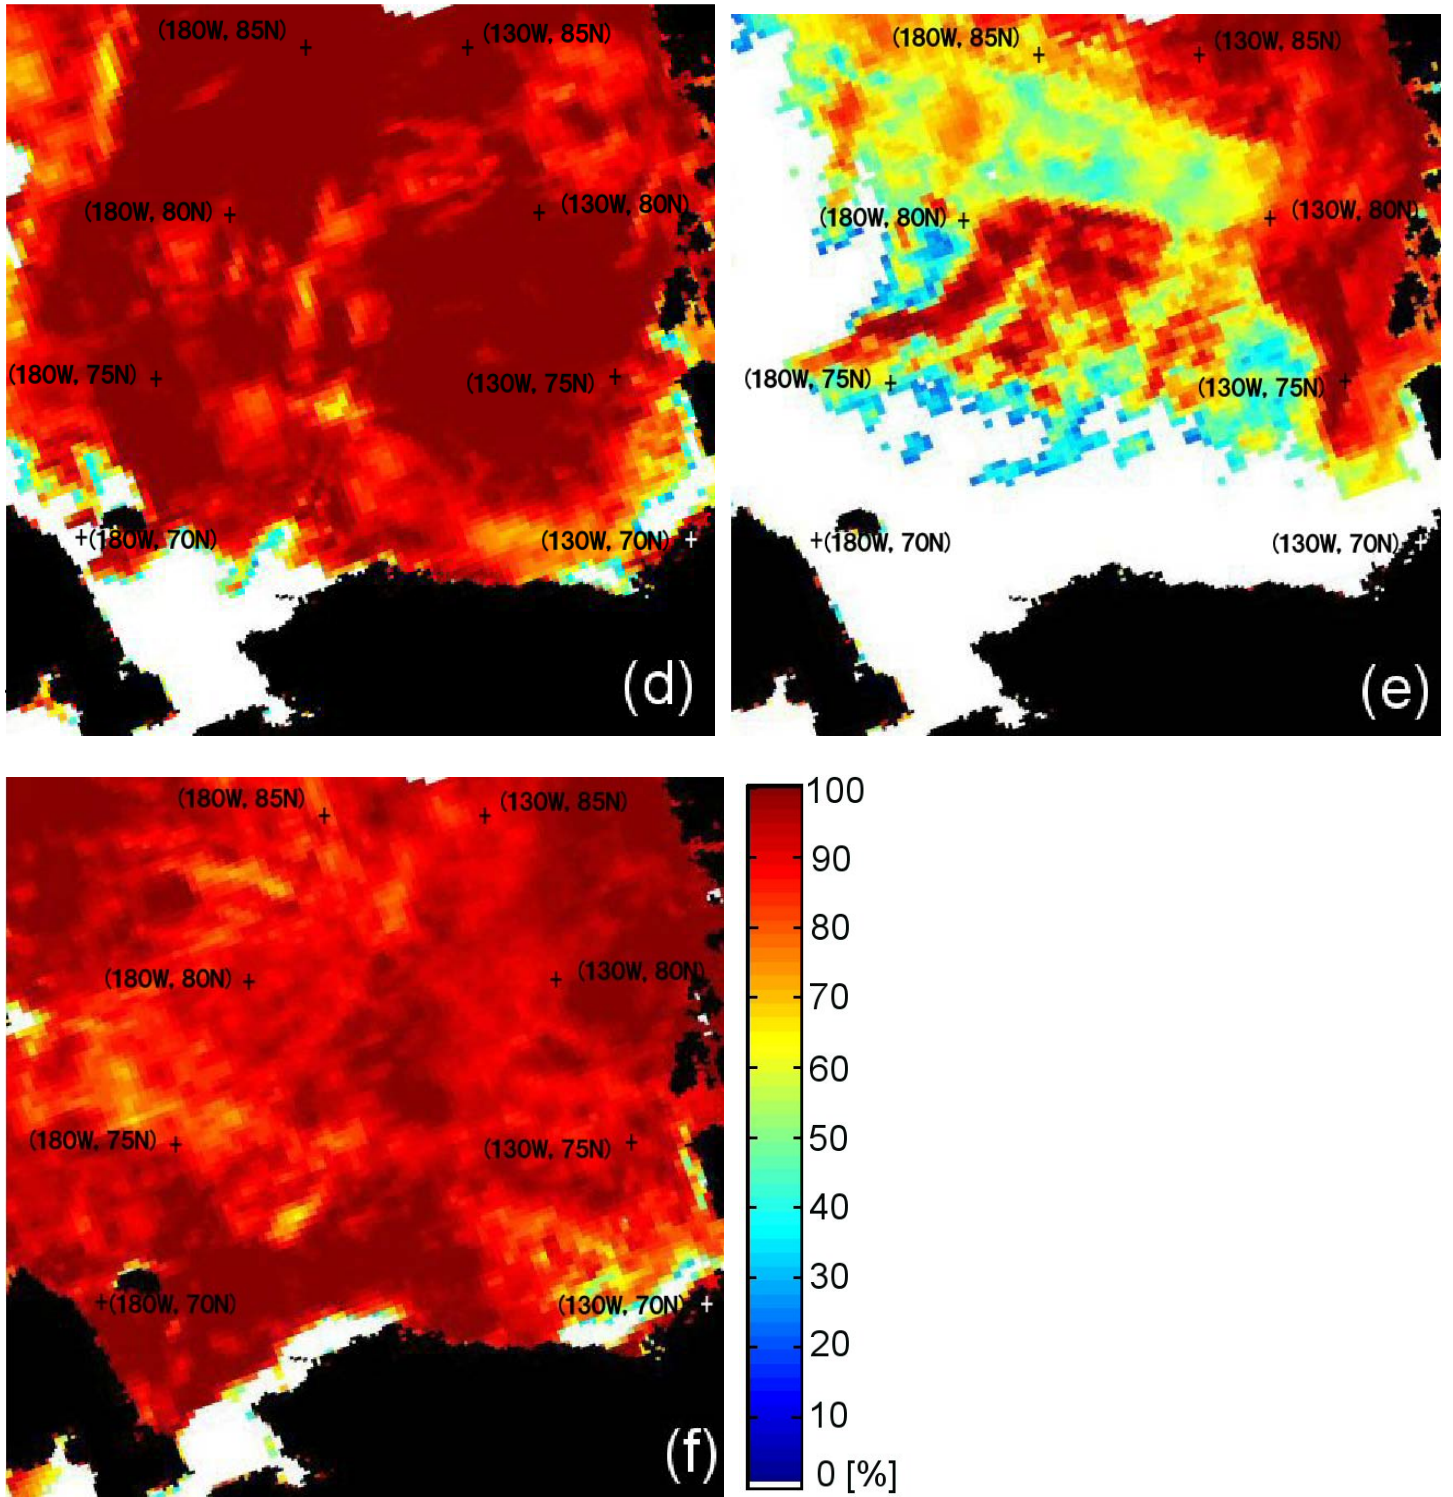 (180W, 85N)
(130W, 85N)
(180W, 80N)
(130W, 80N)
(180W, 75N)
(130W, 75N)
(180W, 70N)
(130W, 70N)
(d)
(180W, 85N)
(130W, 85N)
(180W, 80N)
(130W, 80N)
(180W, 75N)
(130W, 75N)
(180W, 70N)
(130W, 70N)
(e)
(180W, 85N)
(130W, 85N)
(180W, 80N)
(130W, 80N)
(180W, 75N)
(130W, 75N)
(180W, 70N)
(130W, 70N)
(f)
100
90
80
70
60
50
40
30
20
10
0 [%]